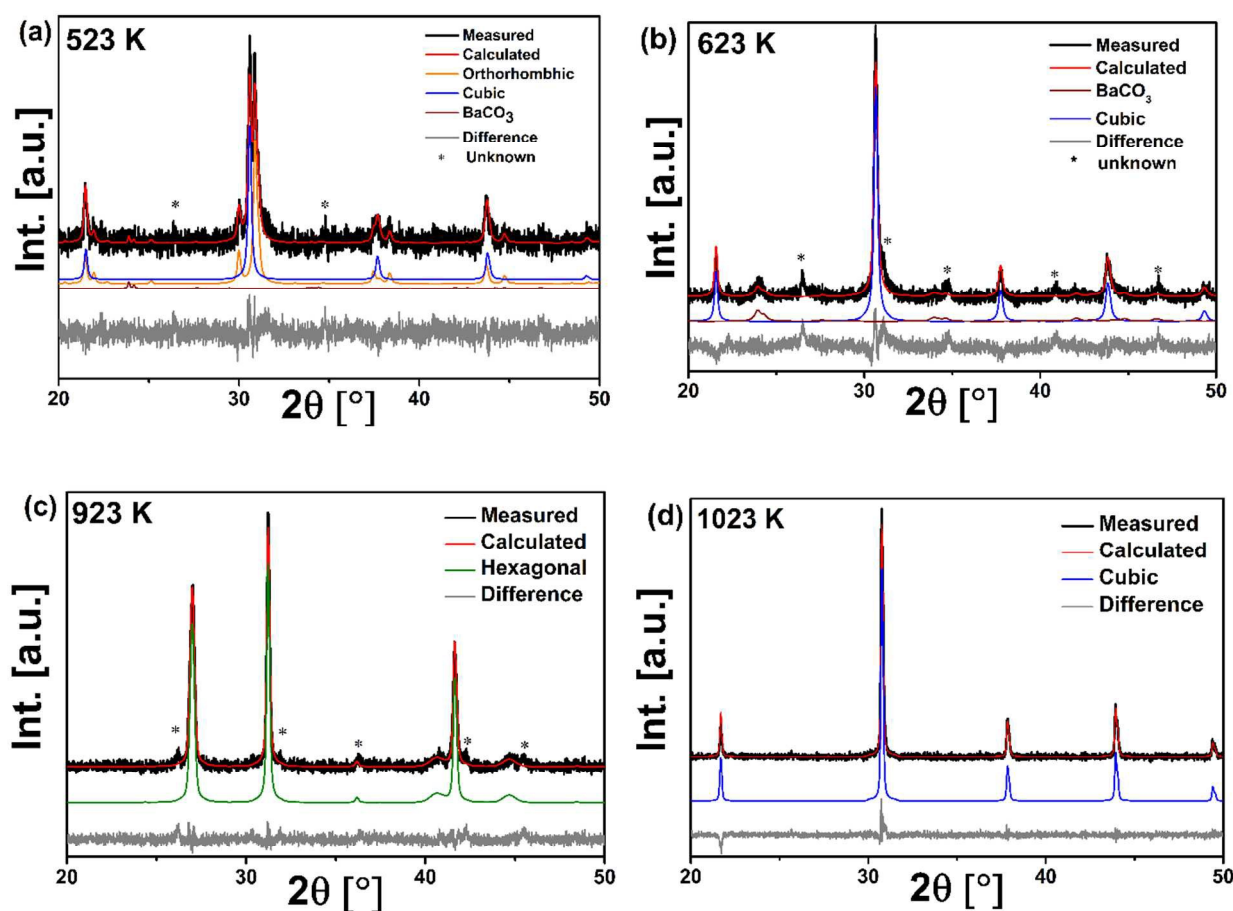 (a) 523 K
Measured
Calculated
Orthorhombhic
Cubic
BaCO3
Difference
* Unknown
* *
Int. [a.u.]
20 30 40 50
2θ [°]
(b) 623 K
Measured
Calculated
BaCO3
Cubic
Difference
* unknown
* * * * *
Int. [a.u.]
20 30 40 50
2θ [°]
(c) 923 K
Measured
Calculated
Hexagonal
Difference
* * * * *
Int. [a.u.]
20 30 40 50
2θ [°]
(d) 1023 K
Measured
Calculated
Cubic
Difference
Int. [a.u.]
20 30 40 50
2θ [°]